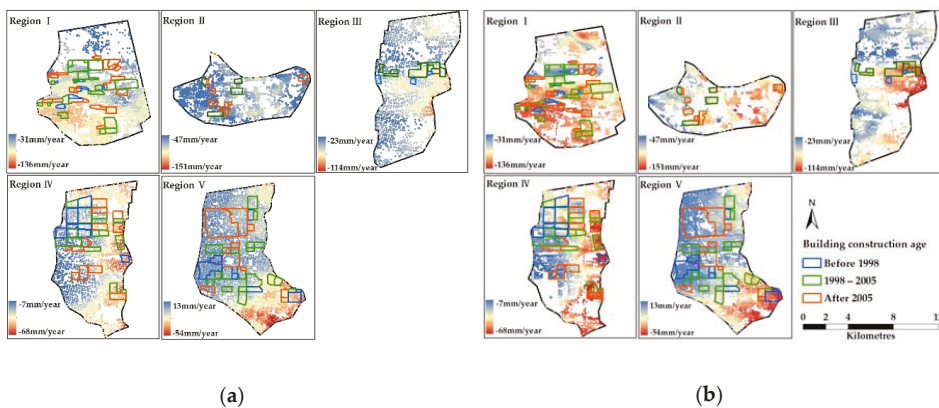 Region I
-31mm/year
-136mm/year
Region II
-47mm/year
-151mm/year
Region III
-23mm/year
-114mm/year
Region IV
-7mm/year
-68mm/year
Region V
13mm/year
-54mm/year
(a)
Region I
-31mm/year
-136mm/year
Region II
-47mm/year
-151mm/year
Region III
-23mm/year
-114mm/year
Region IV
-7mm/year
-68mm/year
Region V
13mm/year
-54mm/year
N
Building construction age
Before 1998
1998 – 2005
After 2005
0 2 4 8 12
Kilometres
(b)